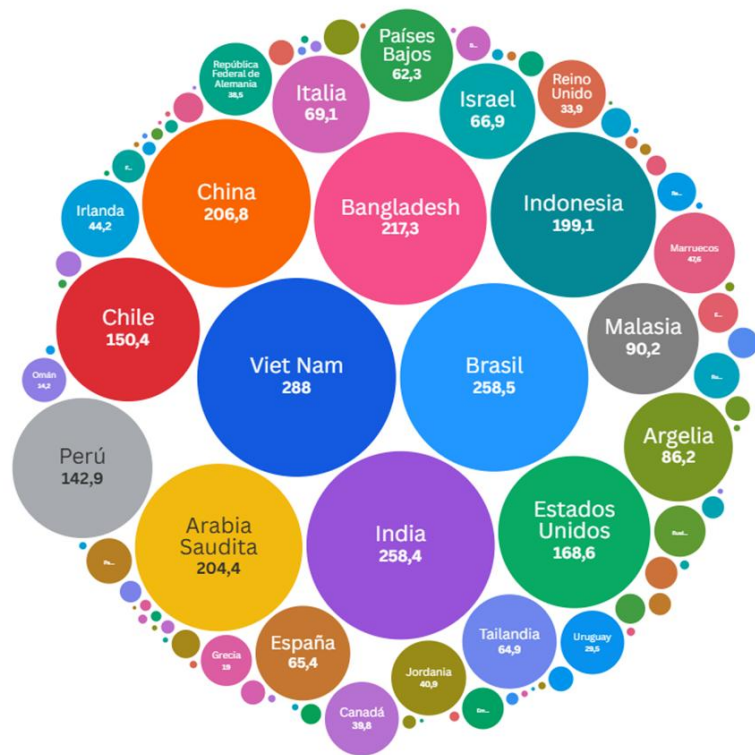 Países
Bajos
62,3
República
Federal de
Alemania
38,5
Italia
69,1
Israel
66,9
Reino
Unido
33,9
China
206,8
Bangladesh
217,3
Indonesia
199,1
Irlanda
44,2
Marruecos
47,6
Chile
150,4
Viet Nam
288
Brasil
258,5
Malasia
90,2
Omán
14,2
Perú
142,9
Argelia
86,2
Arabia
Saudita
204,4
India
258,4
Estados
Unidos
168,6
España
65,4
Tailandia
64,9
Uruguay
29,5
Grecia
19
Jordania
40,9
Canadá
39,8